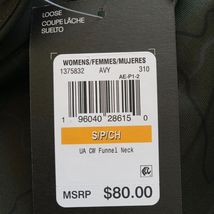 LOOSE
COUPE LÂCHE
SUELTO
WOMENS/FEMMES/MUJERES
1375832 AVY 310
AE-P1-2
1 96040 28615 0
S/P/CH
UA CW Funnel Neck
MSRP $80.00